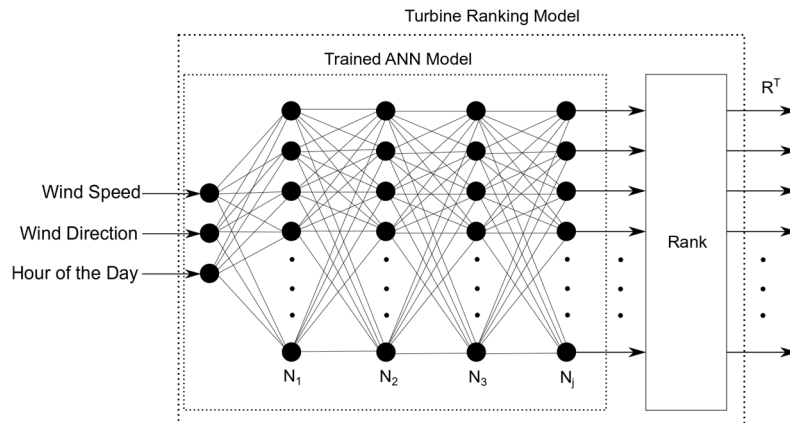 Turbine Ranking Model
Trained ANN Model
R^T
Wind Speed
Wind Direction
Hour of the Day
Rank
N₁ N₂ N₃ Nⱼ